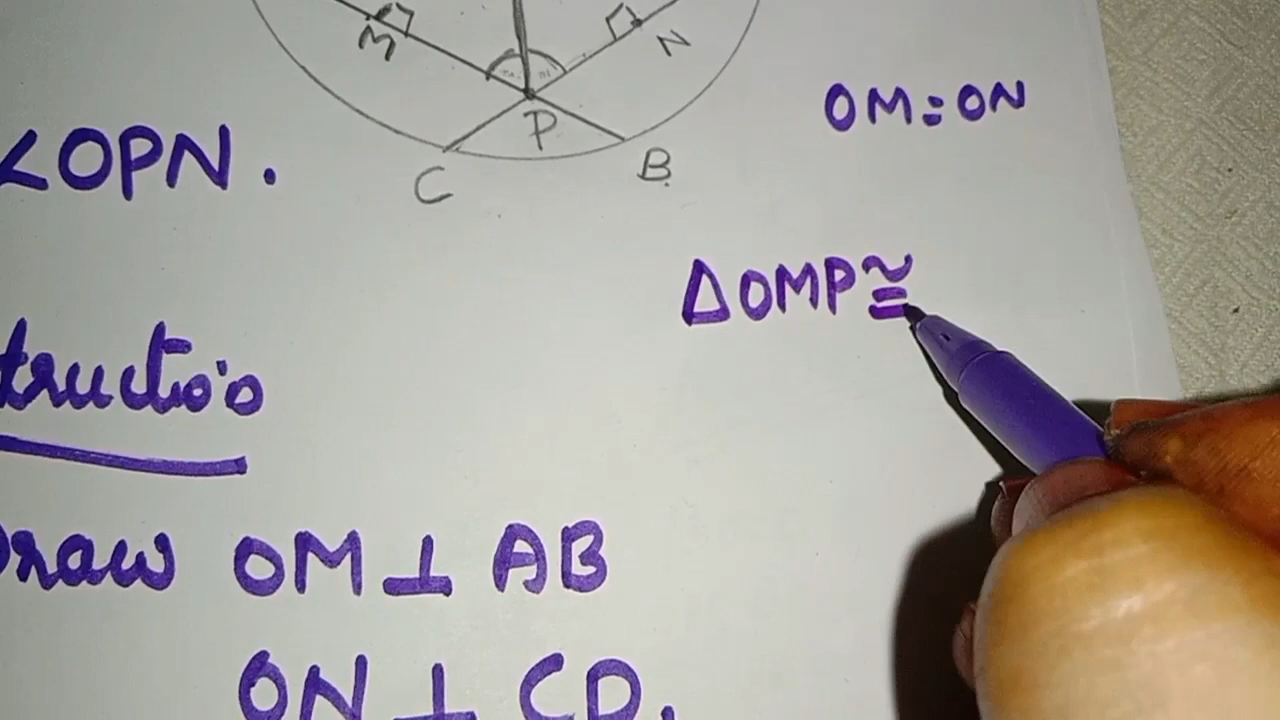 M
N
P
C
B
OM=ON
<OPN.
ΔOMP≅
tructio
Draw OM⊥AB
ON⊥CD.